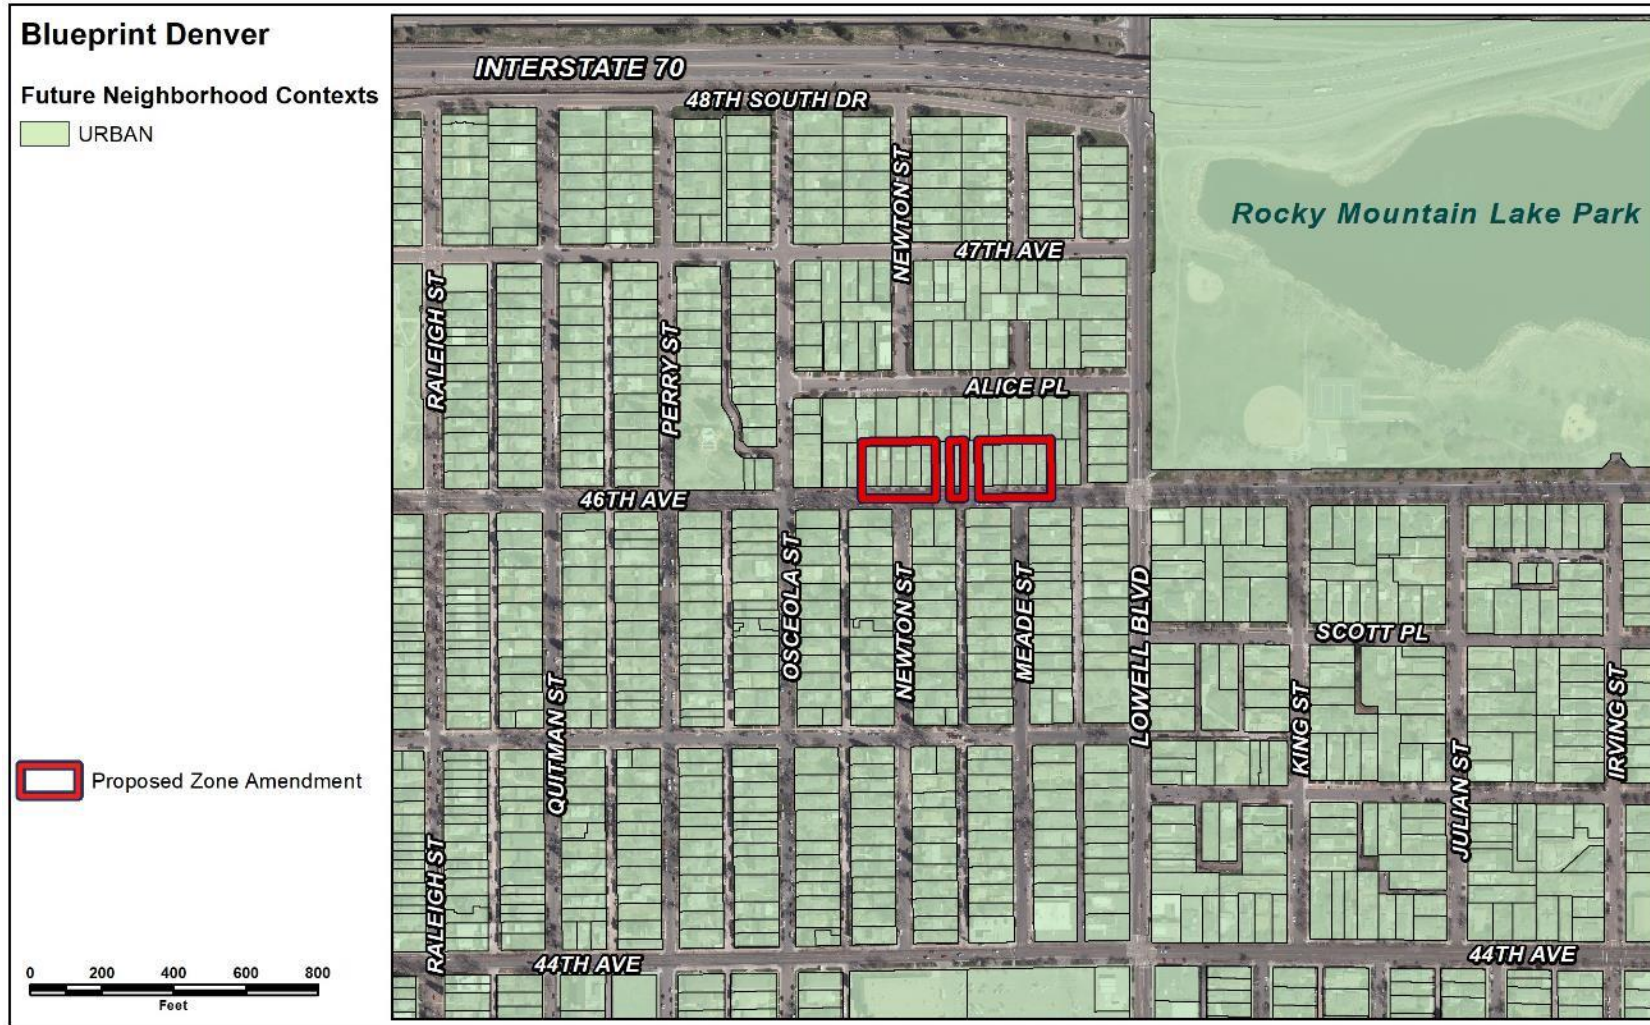 Blueprint Denver
Future Neighborhood Contexts
URBAN
Proposed Zone Amendment
0 200 400 600 800
Feet
INTERSTATE 70
48TH SOUTH DR
NEWTON ST
Rocky Mountain Lake Park
47TH AVE
RALEIGH ST
PERRY ST
ALICE PL
46TH AVE
OSCEOLA ST
NEWTON ST
MEADE ST
LOWELL BLVD
SCOTT PL
QUITMAN ST
KING ST
IRVING ST
JULIAN ST
RALEIGH ST
44TH AVE
44TH AVE